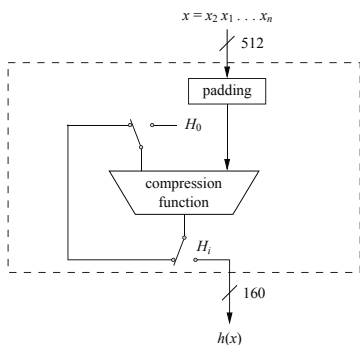 x = x₂ x₁ . . . xₙ
512
padding
H₀
compression
function
Hᵢ
160
h(x)